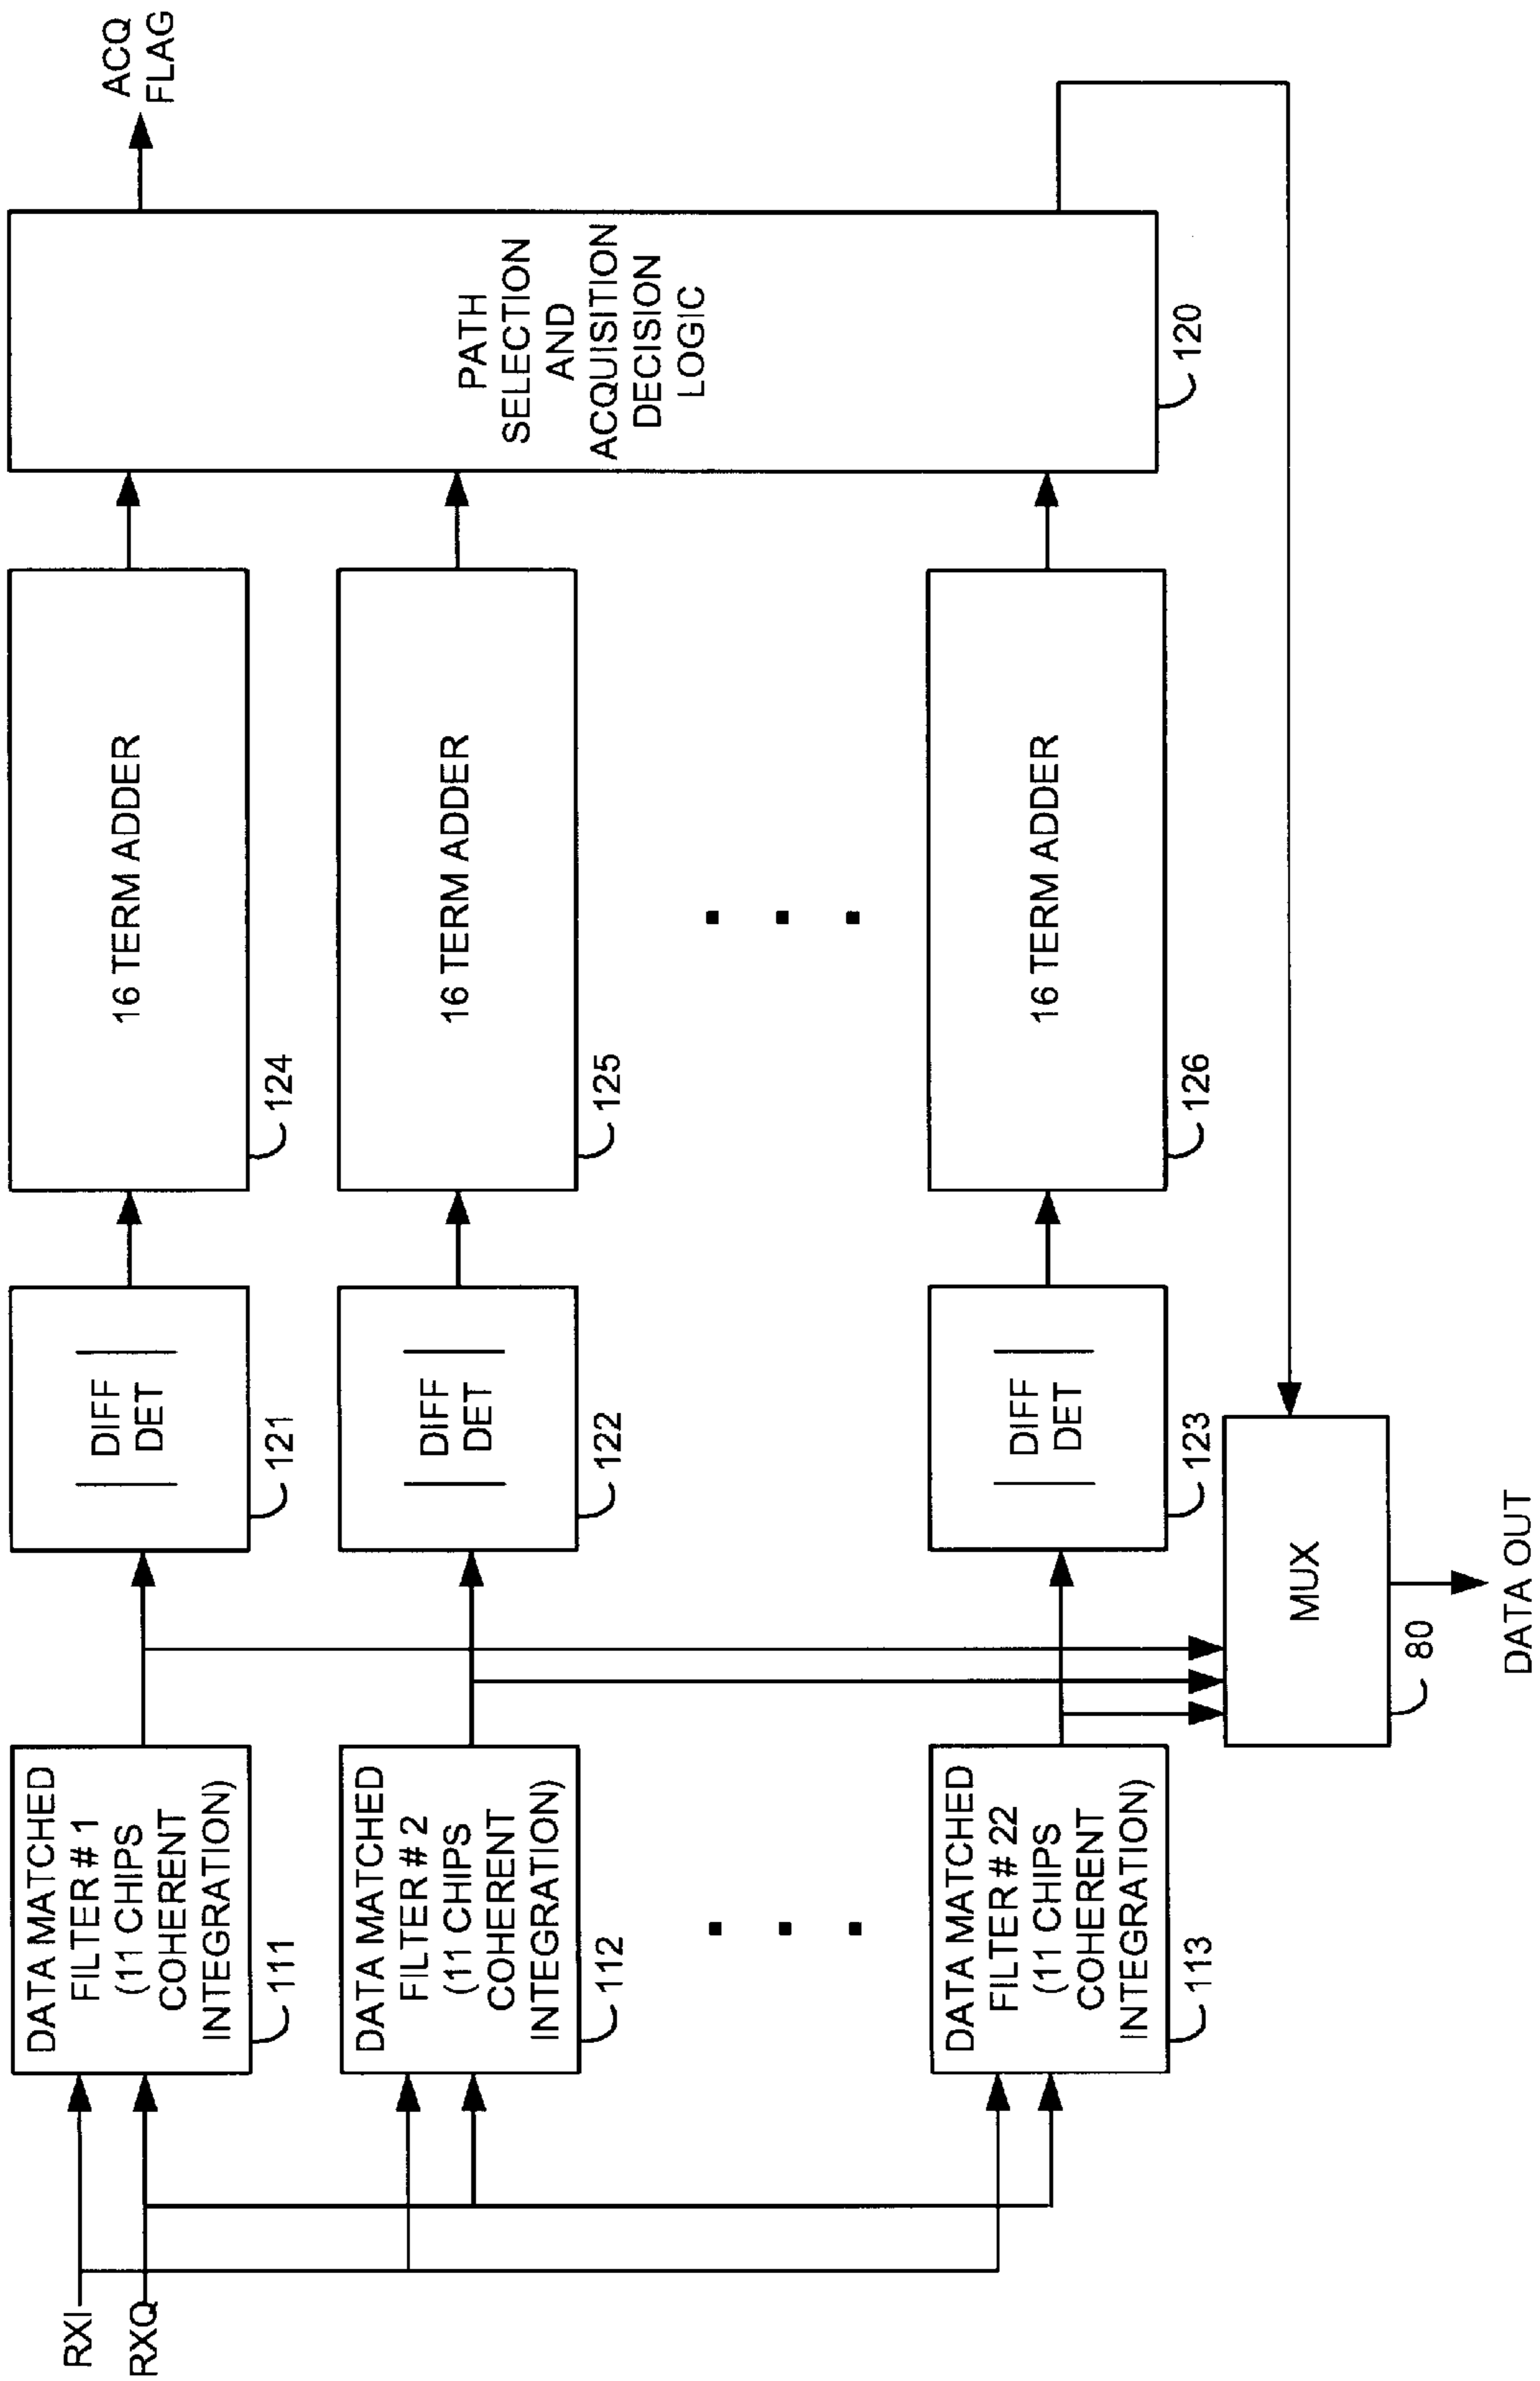 RXI
RXQ
DATA MATCHED
FILTER # 1
(11 CHIPS
COHERENT
INTEGRATION)
111
| DIFF |
| DET |
121
16 TERM ADDER
124
DATA MATCHED
FILTER # 2
(11 CHIPS
COHERENT
INTEGRATION)
112
| DIFF |
| DET |
122
16 TERM ADDER
125
DATA MATCHED
FILTER # 22
(11 CHIPS
COHERENT
INTEGRATION)
113
| DIFF |
| DET |
123
16 TERM ADDER
126
PATH
SELECTION
AND
ACQUISITION
DECISION
LOGIC
120
ACQ
FLAG
MUX
80
DATA OUT